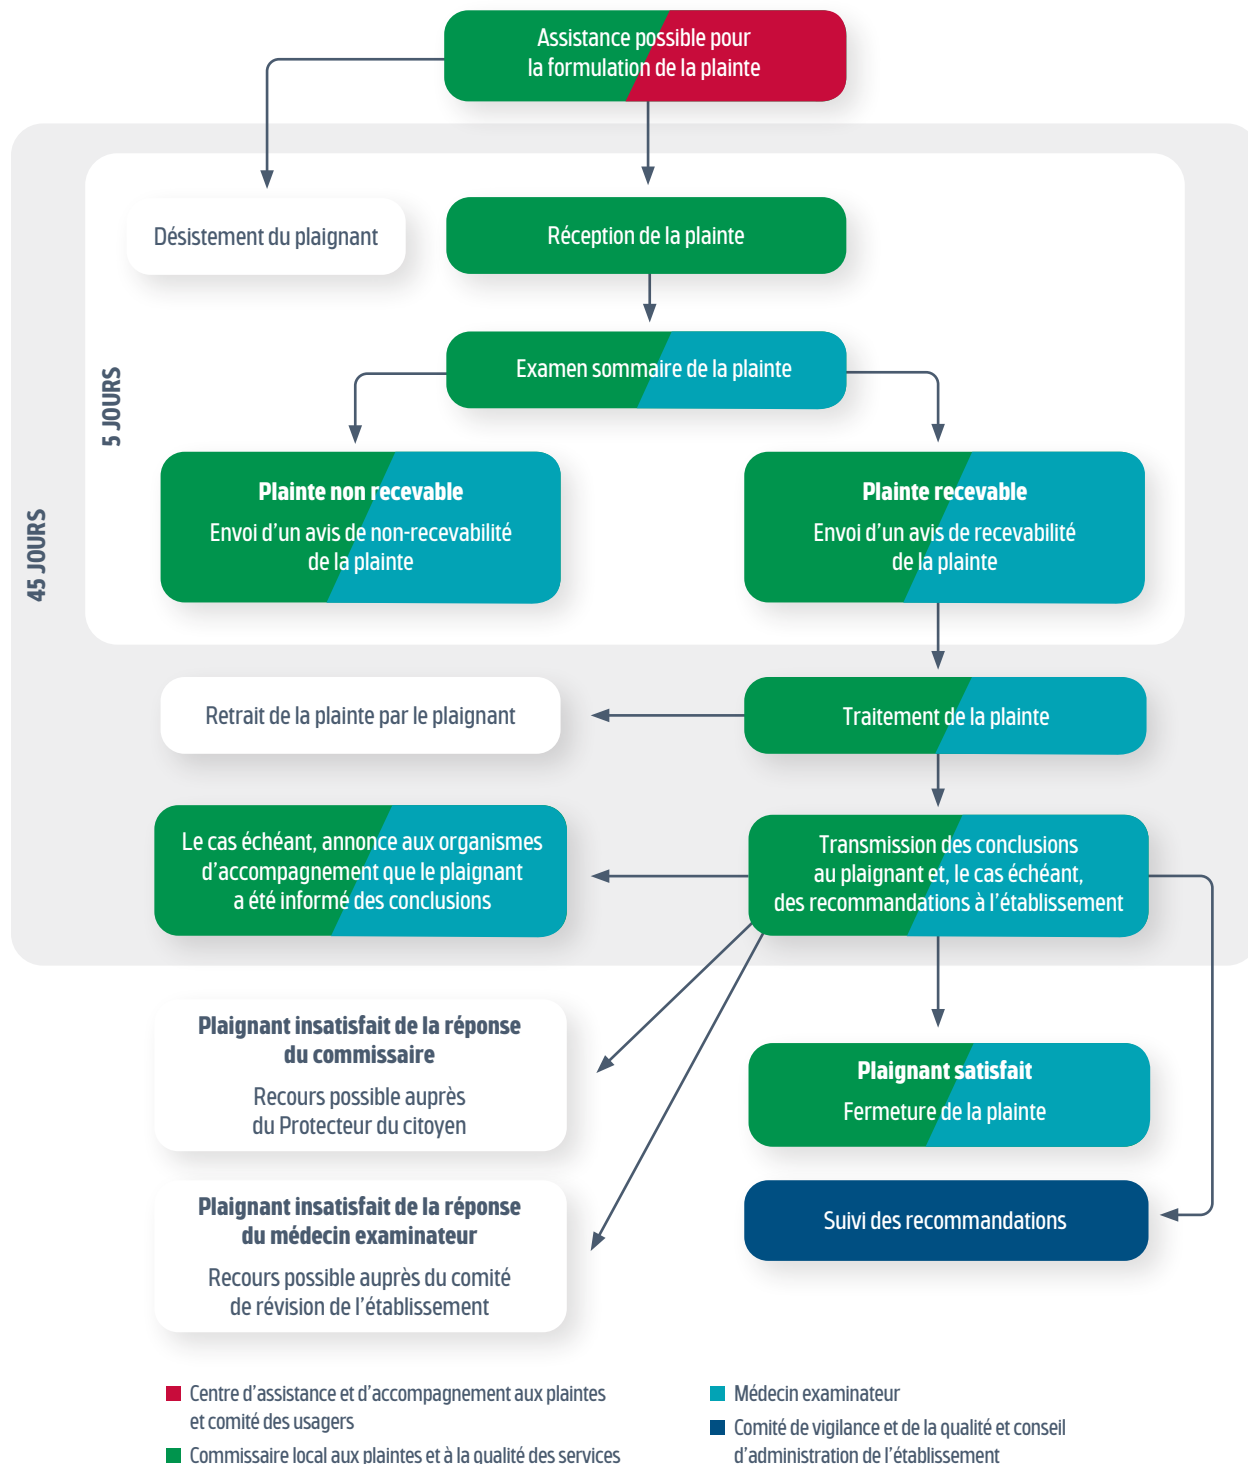 Assistance possible pour
la formulation de la plainte
Désistement du plaignant
Réception de la plainte
Examen sommaire de la plainte
5 JOURS
45 JOURS
Plainte non recevable
Envoi d’un avis de non-recevabilité
de la plainte
Plainte recevable
Envoi d’un avis de recevabilité
de la plainte
Retrait de la plainte par le plaignant
Traitement de la plainte
Le cas échéant, annonce aux organismes
d’accompagnement que le plaignant
a été informé des conclusions
Transmission des conclusions
au plaignant et, le cas échéant,
des recommandations à l’établissement
Plaignant insatisfait de la réponse
du commissaire
Recours possible auprès
du Protecteur du citoyen
Plaignant satisfait
Fermeture de la plainte
Plaignant insatisfait de la réponse
du médecin examinateur
Recours possible auprès du comité
de révision de l’établissement
Suivi des recommandations
Centre d’assistance et d’accompagnement aux plaintes
et comité des usagers
Commissaire local aux plaintes et à la qualité des services
Médecin examinateur
Comité de vigilance et de la qualité et conseil
d’administration de l’établissement